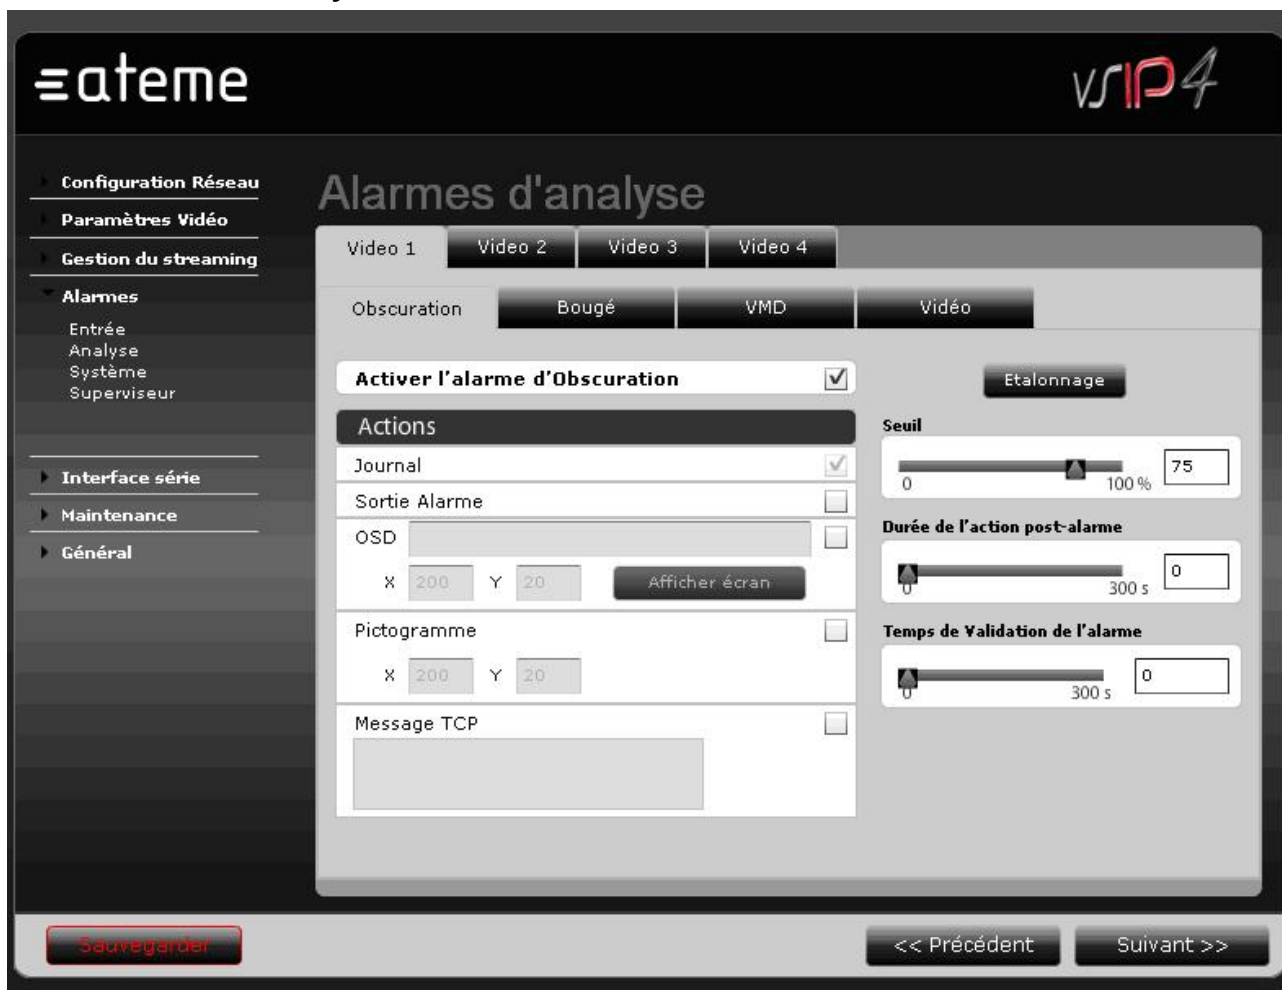 ateme
vsIP4
Configuration Réseau
Paramètres Vidéo
Gestion du streaming
Alarmes
Entrée
Analyse
Système
Superviseur
Interface série
Maintenance
Général
Alarmes d'analyse
Video 1 Video 2 Video 3 Video 4
Obscuration Bougé VMD Vidéo
Activer l'alarme d'Obscuration
Actions
Journal
Sortie Alarme
OSD
X 200 Y 20 Afficher écran
Pictogramme
X 200 Y 20
Message TCP
Etalonnage
Seuil
75
0 100 %
Durée de l'action post-alarme
0
0 300 s
Temps de Validation de l'alarme
0
0 300 s
Sauvegarder
<< Précédent Suivant >>